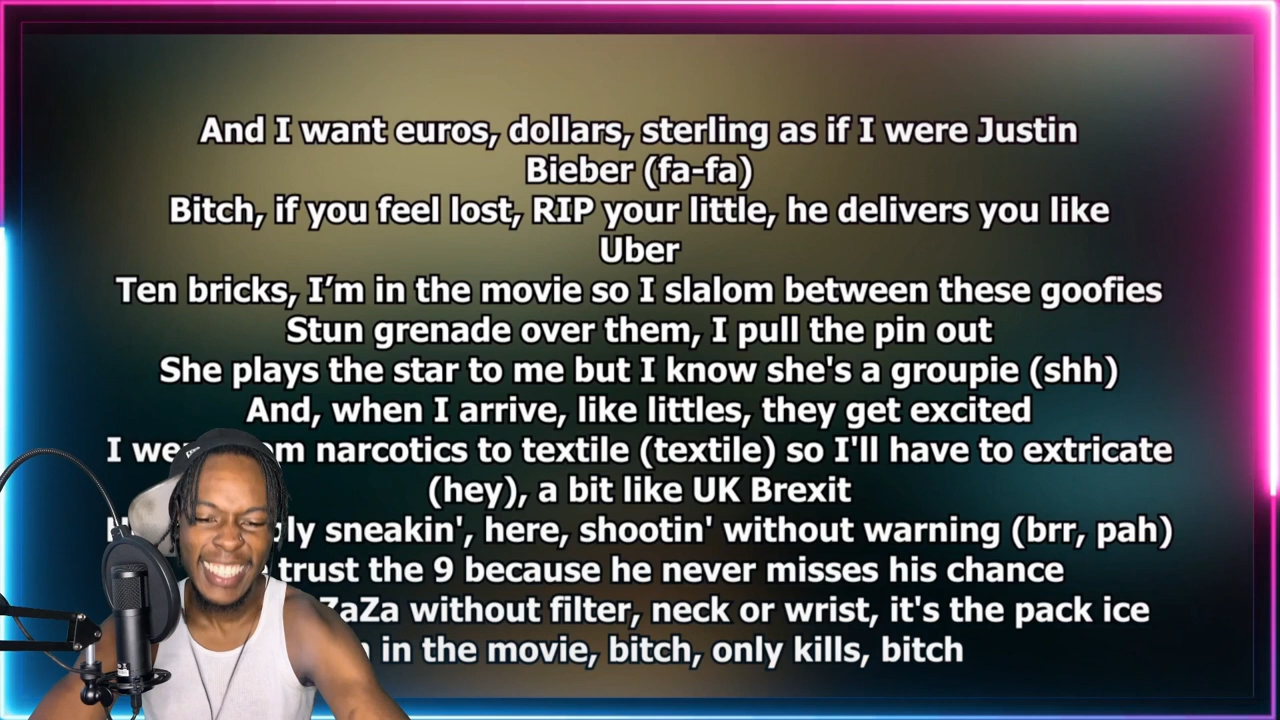 And I want euros, dollars, sterling as if I were Justin
Bieber (fa-fa)
Bitch, if you feel lost, RIP your little, he delivers you like
Uber
Ten bricks, I’m in the movie so I slalom between these goofies
Stun grenade over them, I pull the pin out
She plays the star to me but I know she's a groupie (shh)
And, when I arrive, like littles, they get excited
I narcotics to textile (textile) so I'll have to extricate
(hey), a bit like UK Brexit
sneakin', here, shootin' without warning (brr, pah)
trust the 9 because he never misses his chance
ZaZa without filter, neck or wrist, it's the pack ice
in the movie, bitch, only kills, bitch